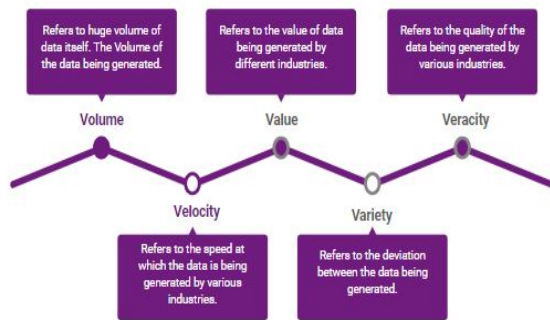 Refers to huge volume of
data itself. The Volume of
the data being generated.
Volume
Refers to the value of data
being generated by
different industries.
Value
Refers to the quality of the
data being generated by
various industries.
Veracity
Velocity
Refers to the speed at
which the data is being
generated by various
industries.
Variety
Refers to the deviation
between the data being
generated.